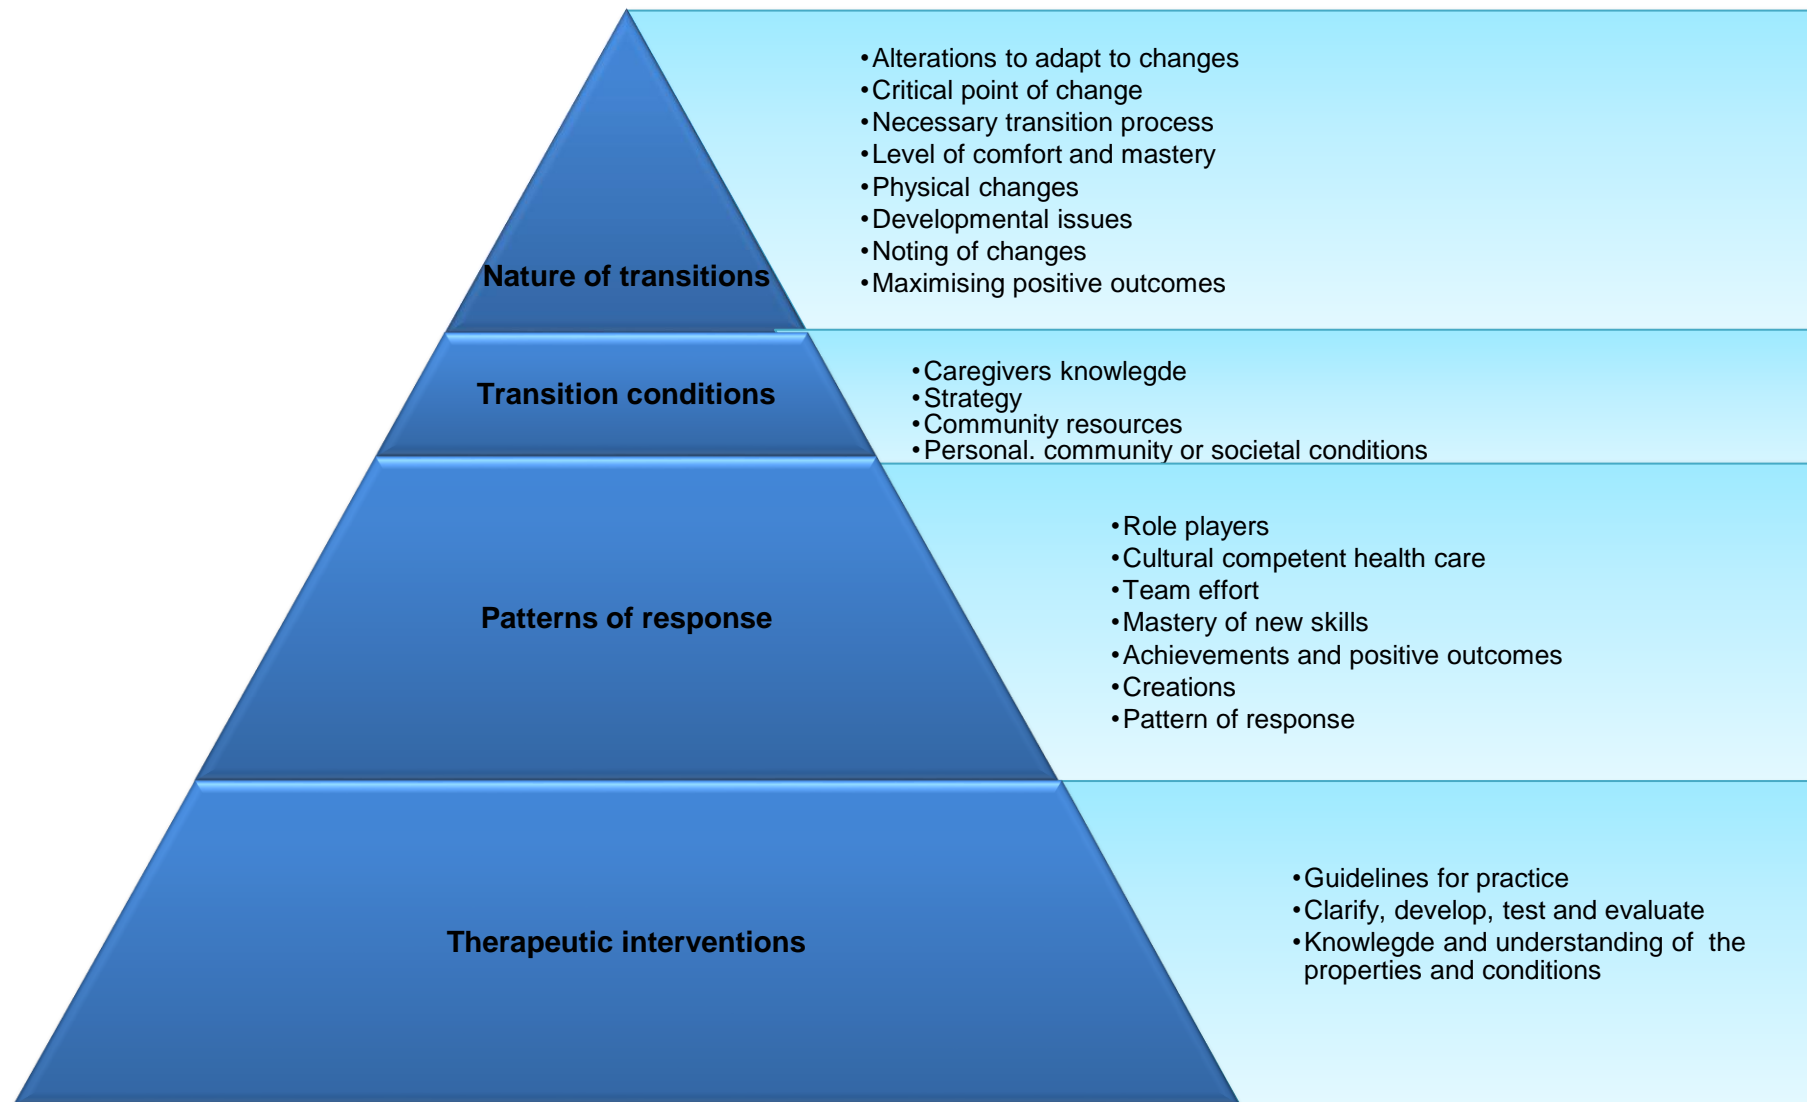 Nature of transitions
•Alterations to adapt to changes
•Critical point of change
•Necessary transition process
•Level of comfort and mastery
•Physical changes
•Developmental issues
•Noting of changes
•Maximising positive outcomes
Transition conditions
•Caregivers knowlegde
•Strategy
•Community resources
•Personal. community or societal conditions
Patterns of response
•Role players
•Cultural competent health care
•Team effort
•Mastery of new skills
•Achievements and positive outcomes
•Creations
•Pattern of response
Therapeutic interventions
•Guidelines for practice
•Clarify, develop, test and evaluate
•Knowlegde and understanding of  the
properties and conditions